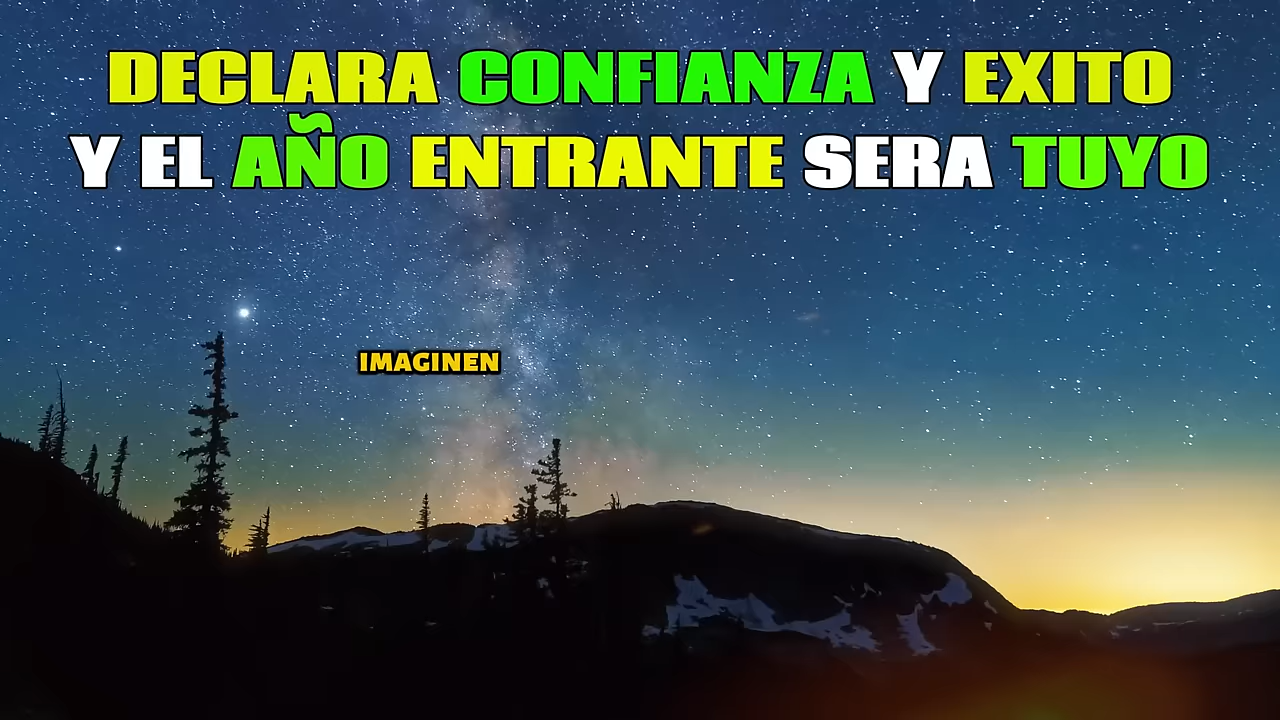 DECLARA CONFIANZA Y EXITO
Y EL AÑO ENTRANTE SERA TUYO
IMAGINEN